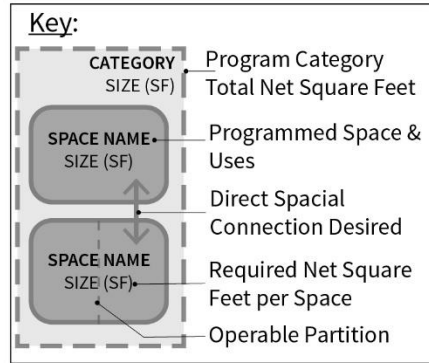 Key:
CATEGORY
SIZE (SF)
Program Category
Total Net Square Feet
SPACE NAME
SIZE (SF)
Programmed Space &
Uses
Direct Spacial
Connection Desired
SPACE NAME
SIZE (SF)
Required Net Square
Feet per Space
Operable Partition